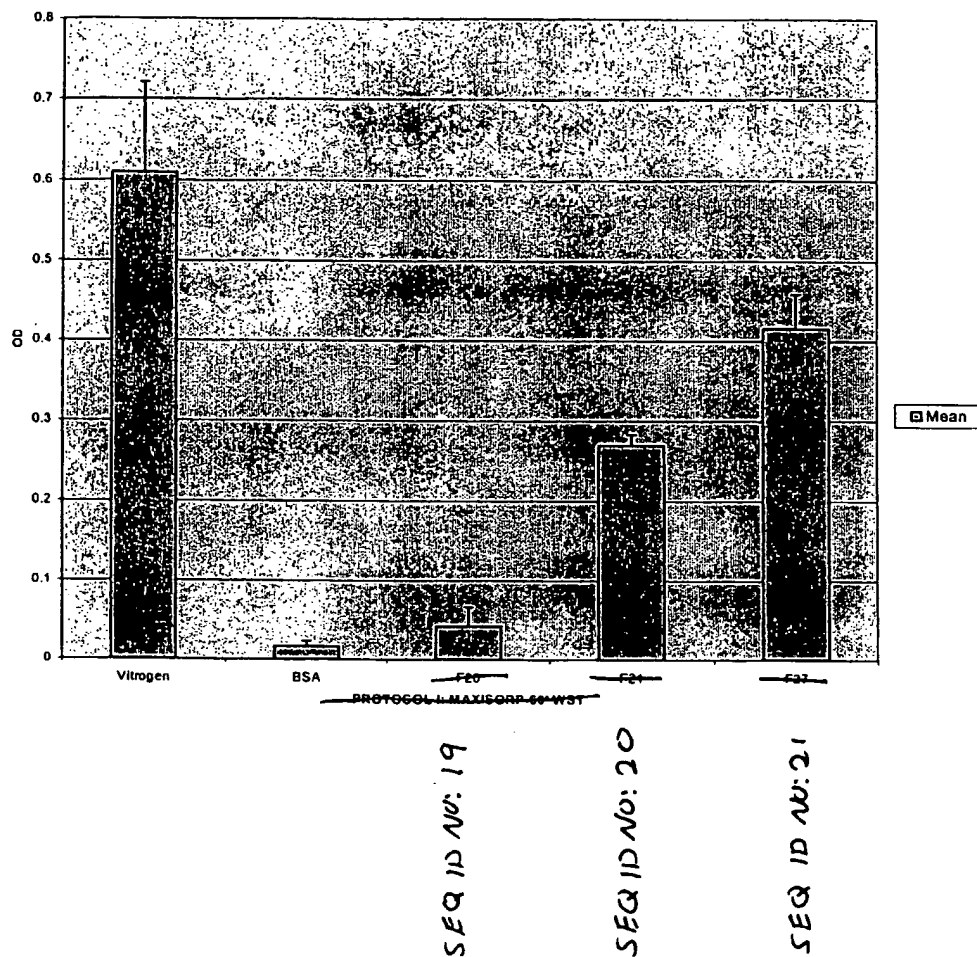 0.8
0.7
0.6
0.5
0.4
0.3
0.2
0.1
0
OD
Mean
Vitrogen
BSA
F20
F21
F27
PROTOCOL I: MAXISORP 60' WST
SEQ ID NO: 19
SEQ ID NO: 20
SEQ ID NO: 21